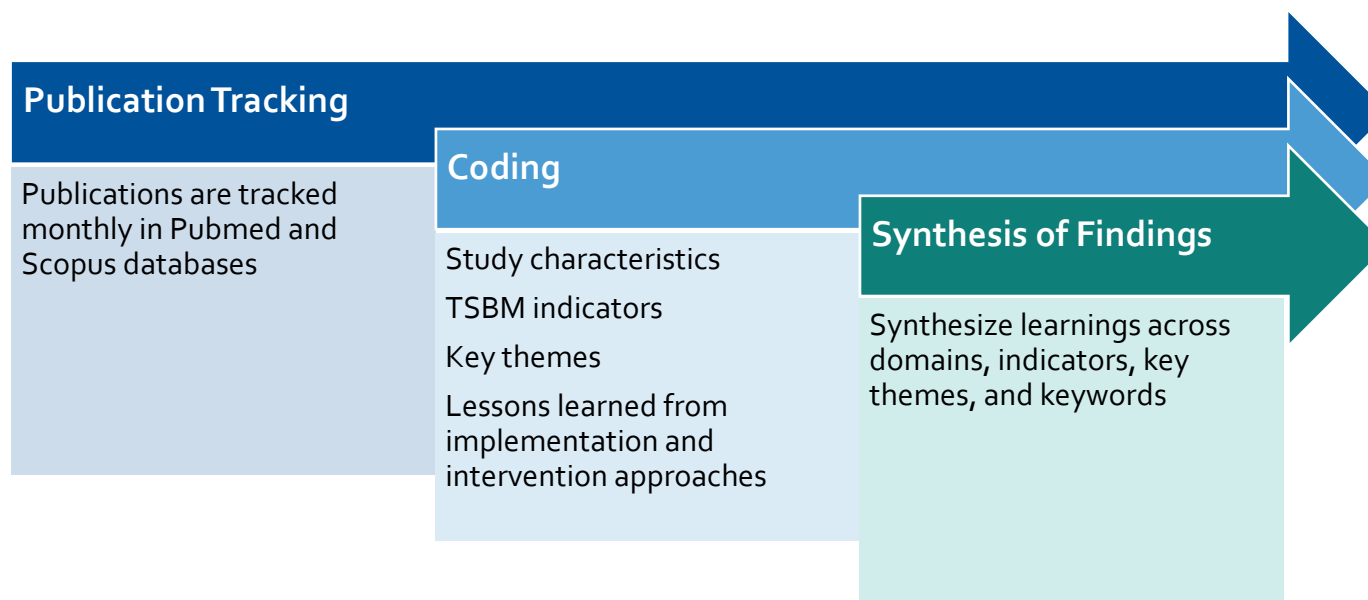 Publication Tracking
Publications are tracked
monthly in Pubmed and
Scopus databases
Coding
Study characteristics
TSBM indicators
Key themes
Lessons learned from
implementation and
intervention approaches
Synthesis of Findings
Synthesize learnings across
domains, indicators, key
themes, and keywords